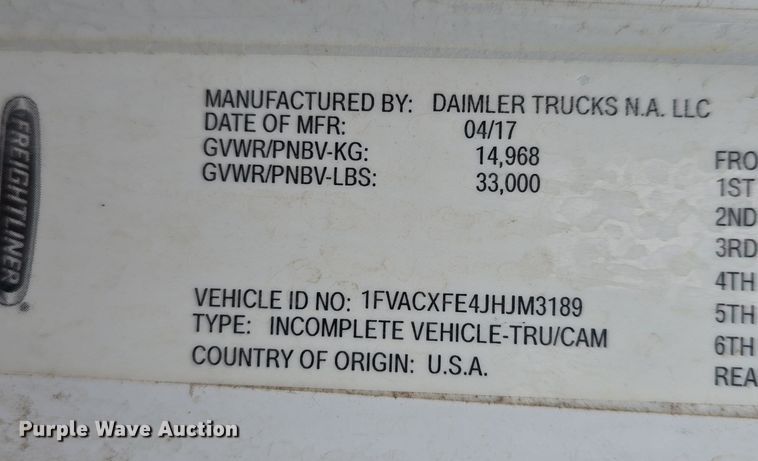 FREIGHTLINER
MANUFACTURED BY: DAIMLER TRUCKS N.A. LLC
DATE OF MFR: 04/17
GVWR/PNBV-KG: 14,968
GVWR/PNBV-LBS: 33,000
FRO
1ST
2ND
3RD
4TH
5TH
6TH
REA
VEHICLE ID NO: 1FVACXFE4JHJM3189
TYPE: INCOMPLETE VEHICLE-TRU/CAM
COUNTRY OF ORIGIN: U.S.A.
Purple Wave Auction